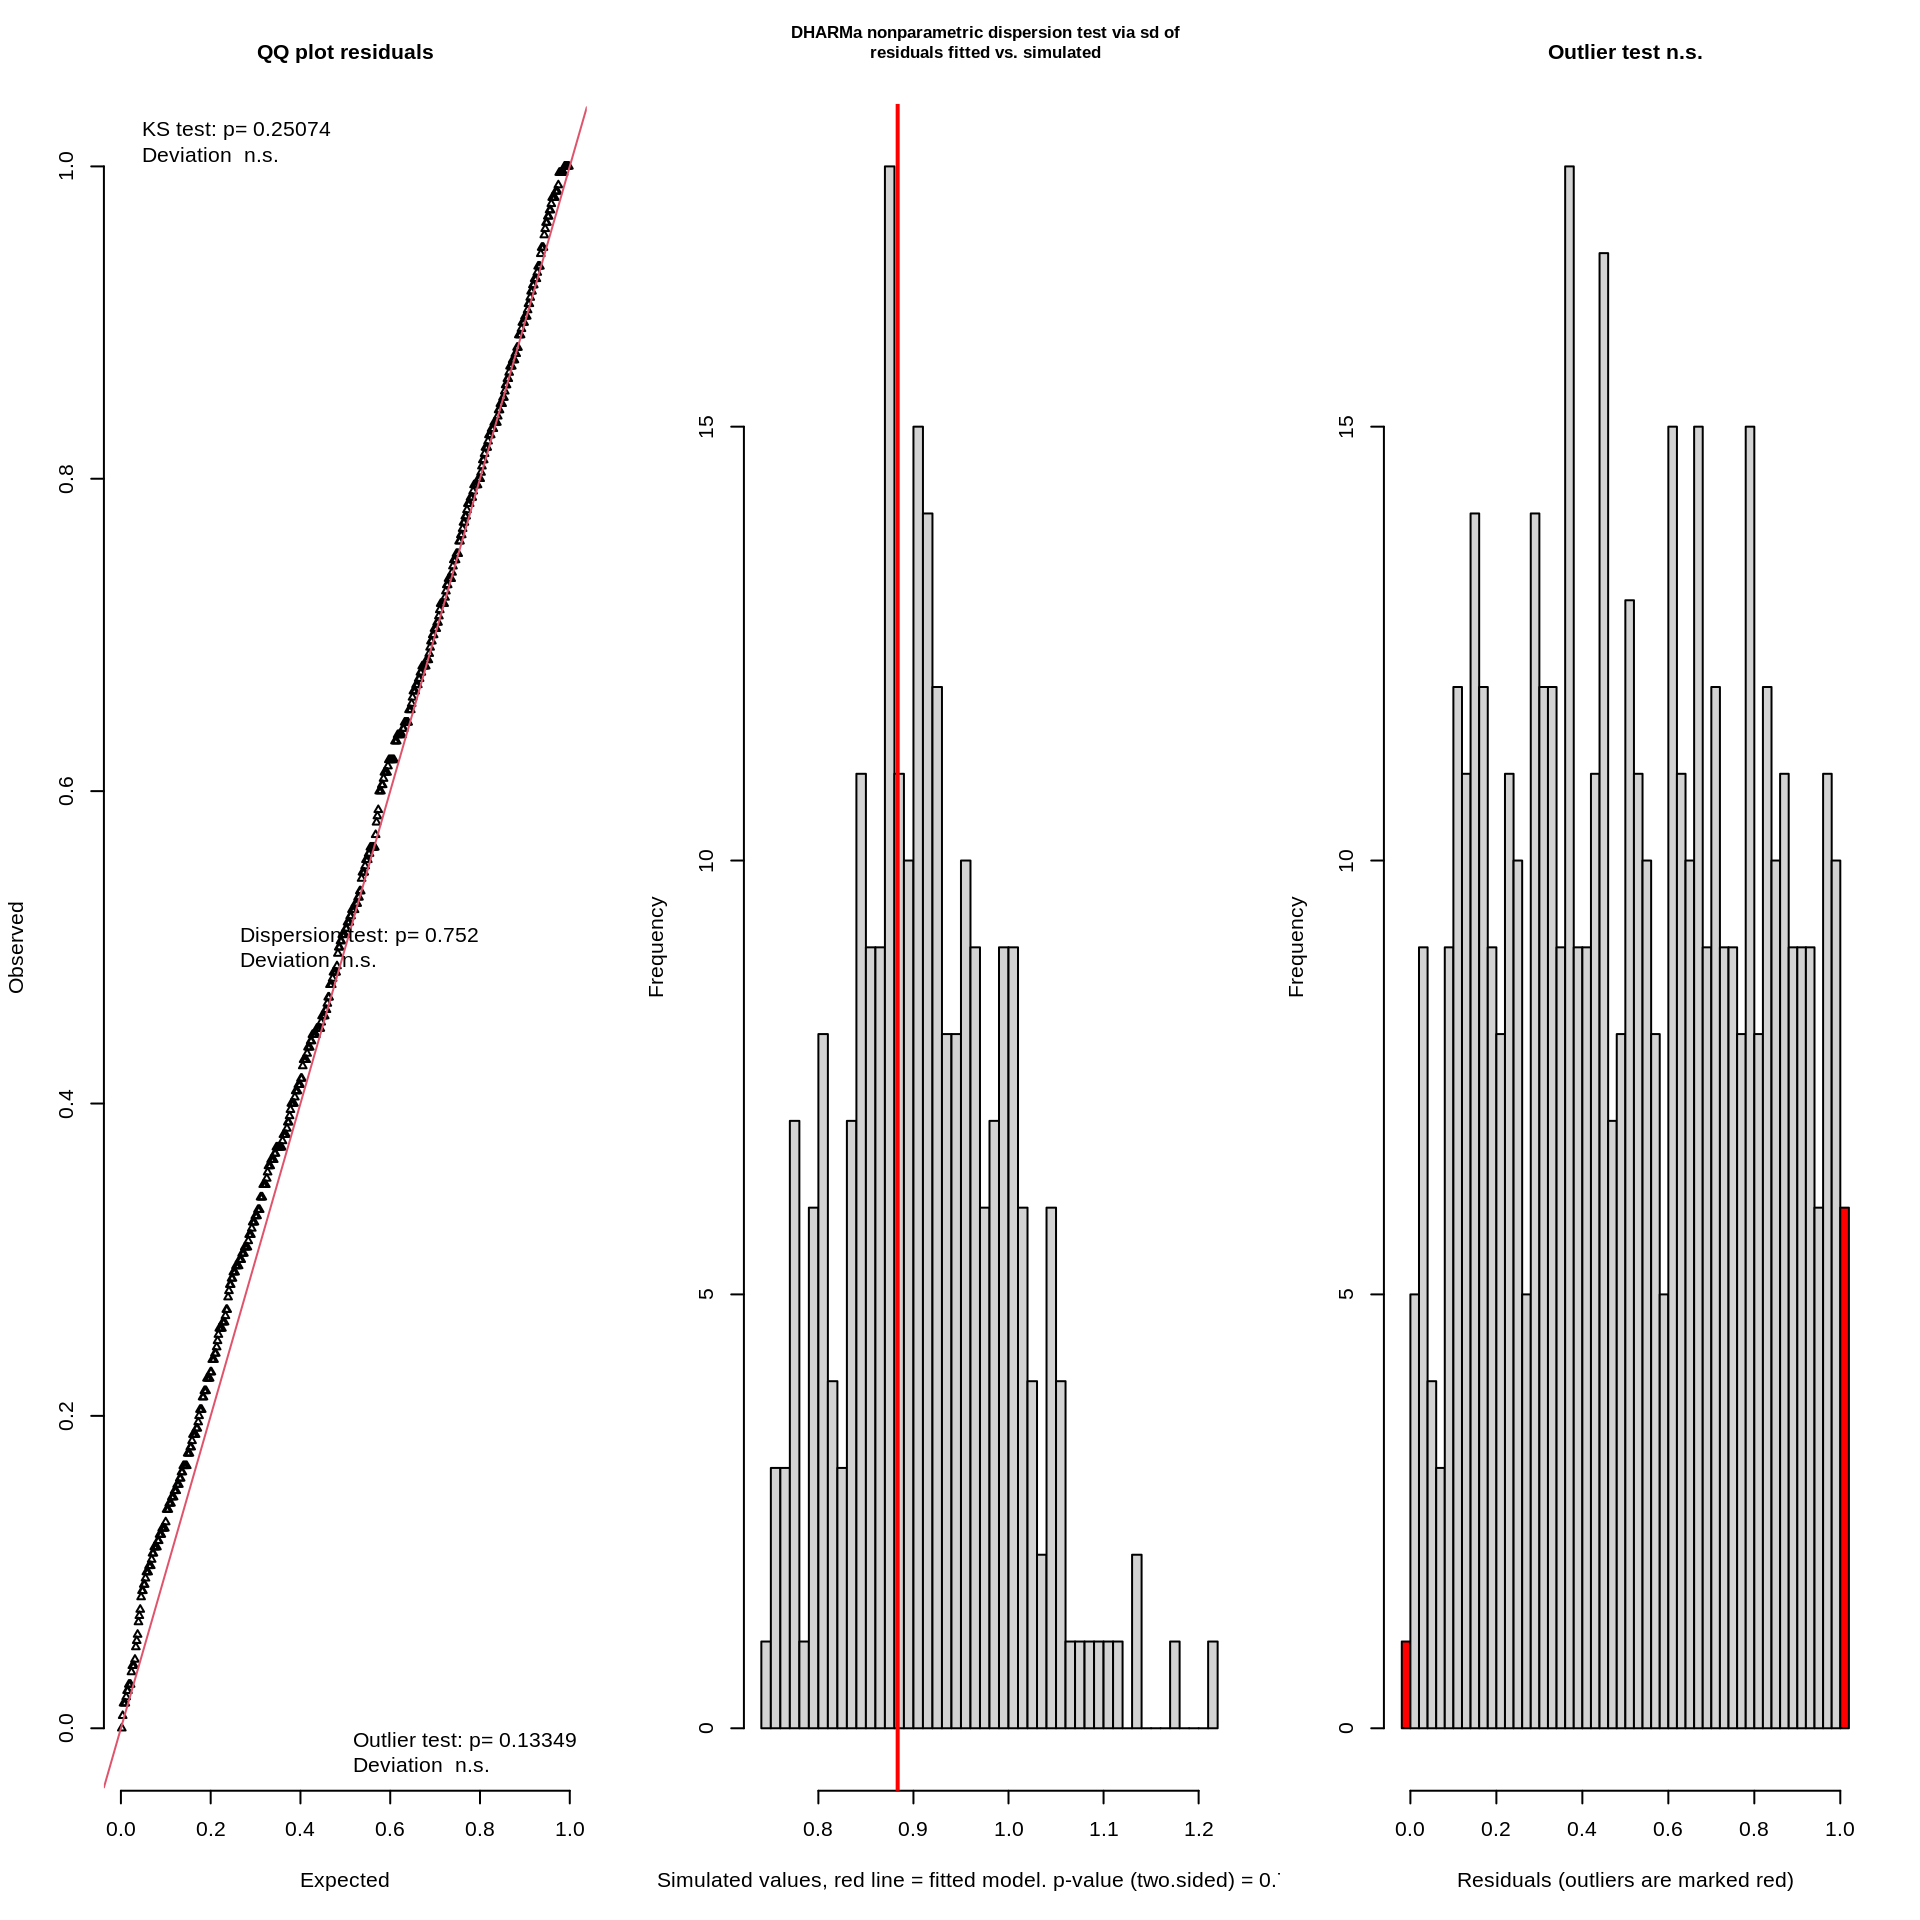 QQ plot residuals
KS test: p= 0.25074
Deviation  n.s.
Dispersion test: p= 0.752
Deviation  n.s.
Outlier test: p= 0.13349
Deviation  n.s.
Observed
0.0
0.2
0.4
0.6
0.8
1.0
0.0 0.2 0.4 0.6 0.8 1.0
Expected
DHARMa nonparametric dispersion test via sd of
residuals fitted vs. simulated
Frequency
0
5
10
15
0.8 0.9 1.0 1.1 1.2
Simulated values, red line = fitted model. p-value (two.sided) = 0.
Outlier test n.s.
Frequency
0
5
10
15
0.0 0.2 0.4 0.6 0.8 1.0
Residuals (outliers are marked red)